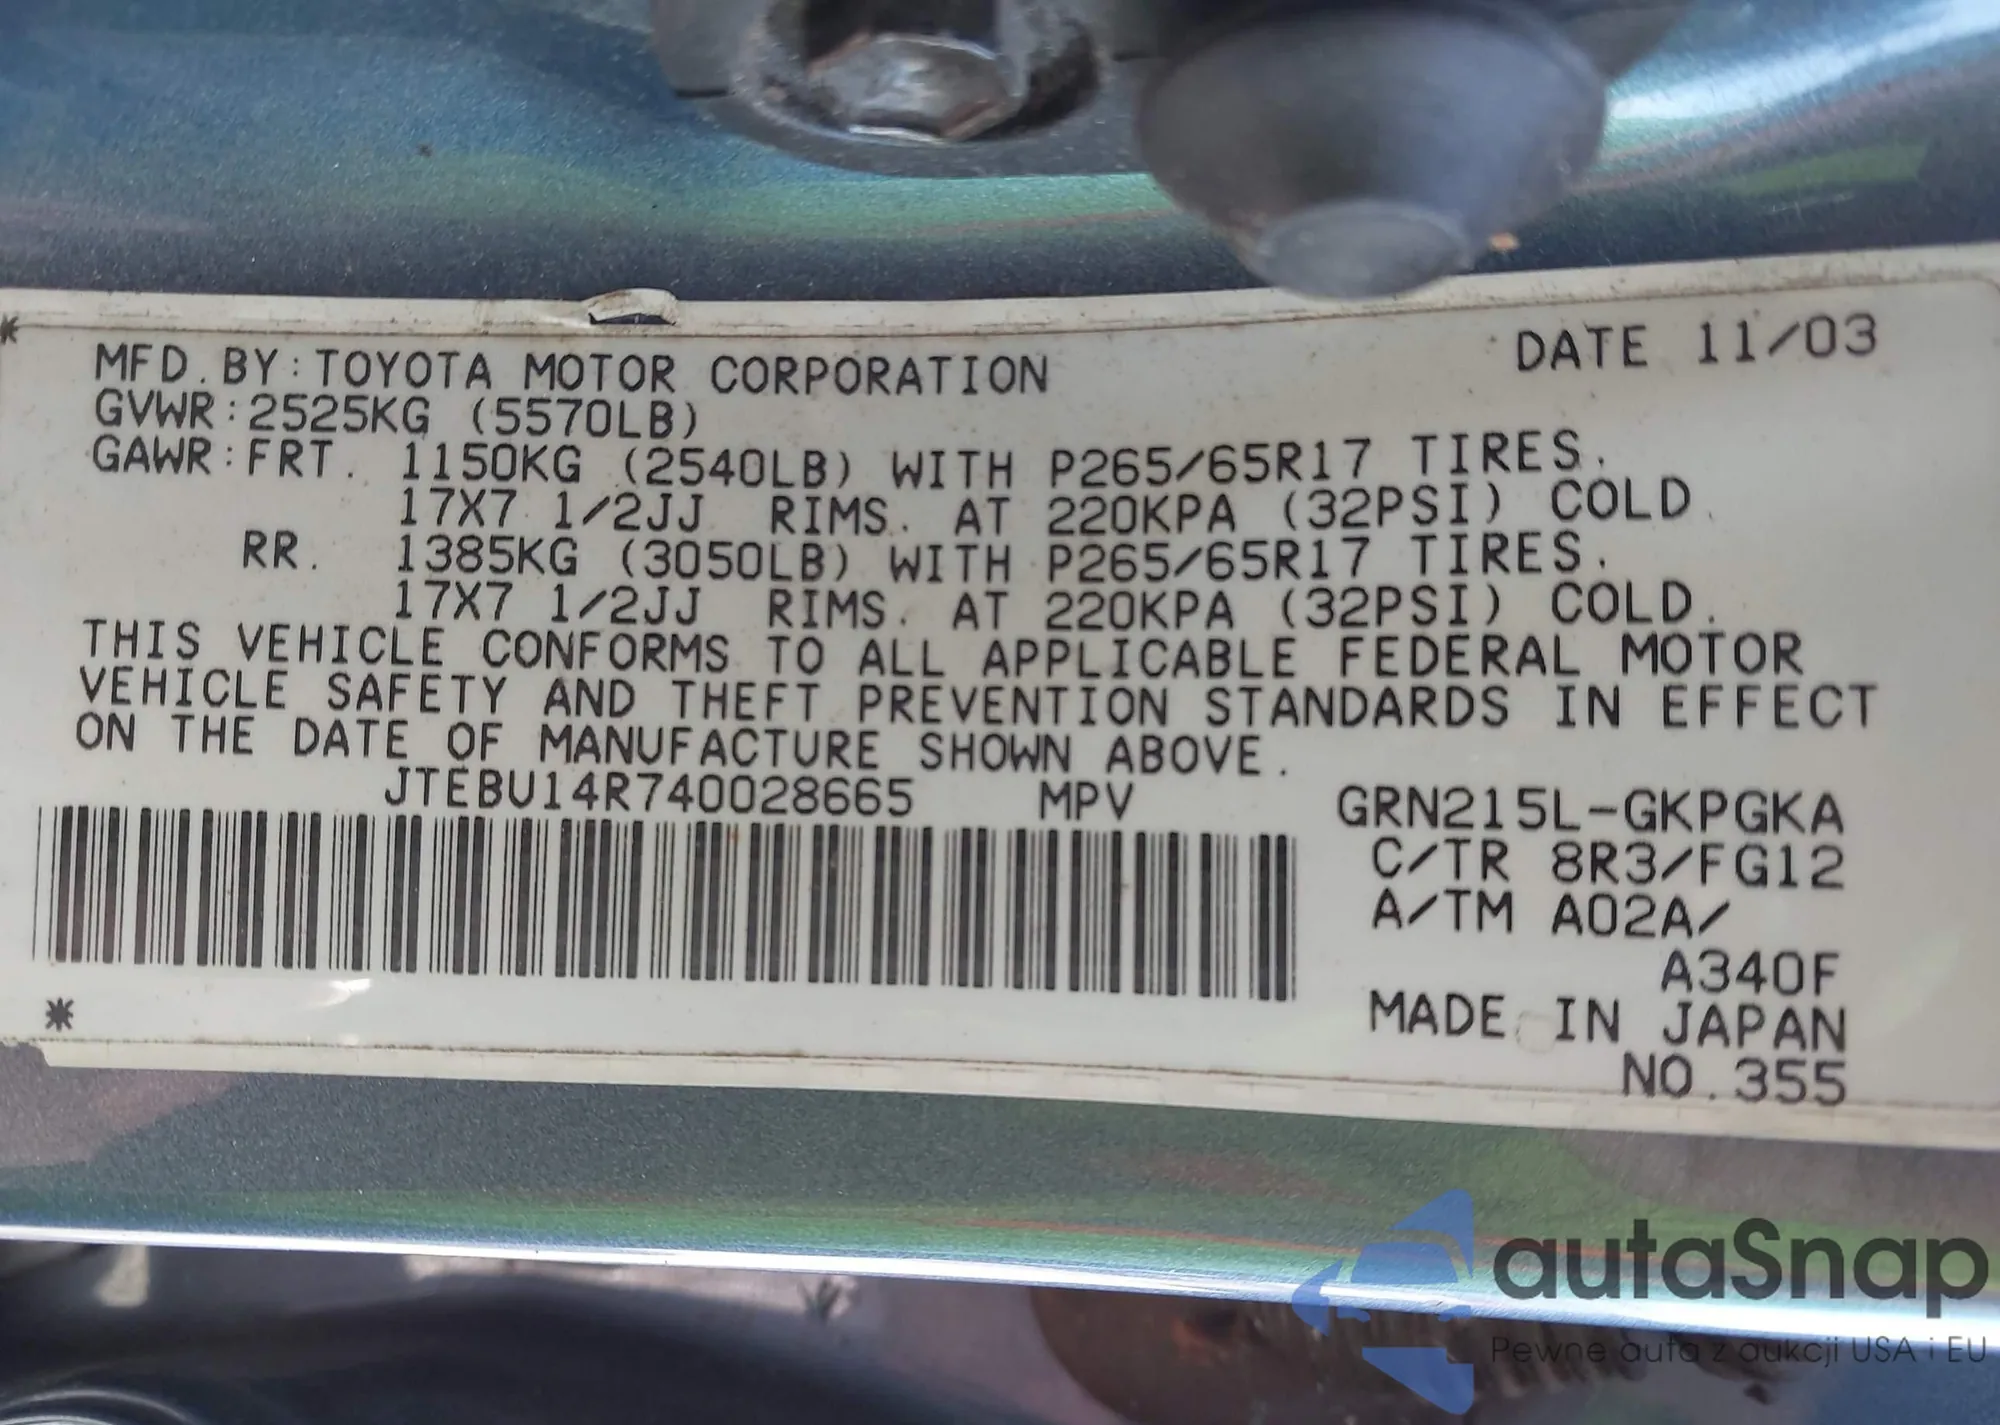 *
MFD. BY: TOYOTA MOTOR CORPORATION DATE 11/03
GVWR: 2525KG (5570LB)
GAWR: FRT. 1150KG (2540LB) WITH P265/65R17 TIRES.
17X7 1/2JJ RIMS. AT 220KPA (32PSI) COLD
RR. 1385KG (3050LB) WITH P265/65R17 TIRES.
17X7 1/2JJ RIMS. AT 220KPA (32PSI) COLD.
THIS VEHICLE CONFORMS TO ALL APPLICABLE FEDERAL MOTOR
VEHICLE SAFETY AND THEFT PREVENTION STANDARDS IN EFFECT
ON THE DATE OF MANUFACTURE SHOWN ABOVE.
JTEBU14R740028665 MPV GRN215L-GKPGKA
C/TR 8R3/FG12
A/TM A02A/
A340F
* MADE IN JAPAN
NO.355
autaSnap
Pewne auta z aukcji USA i EU